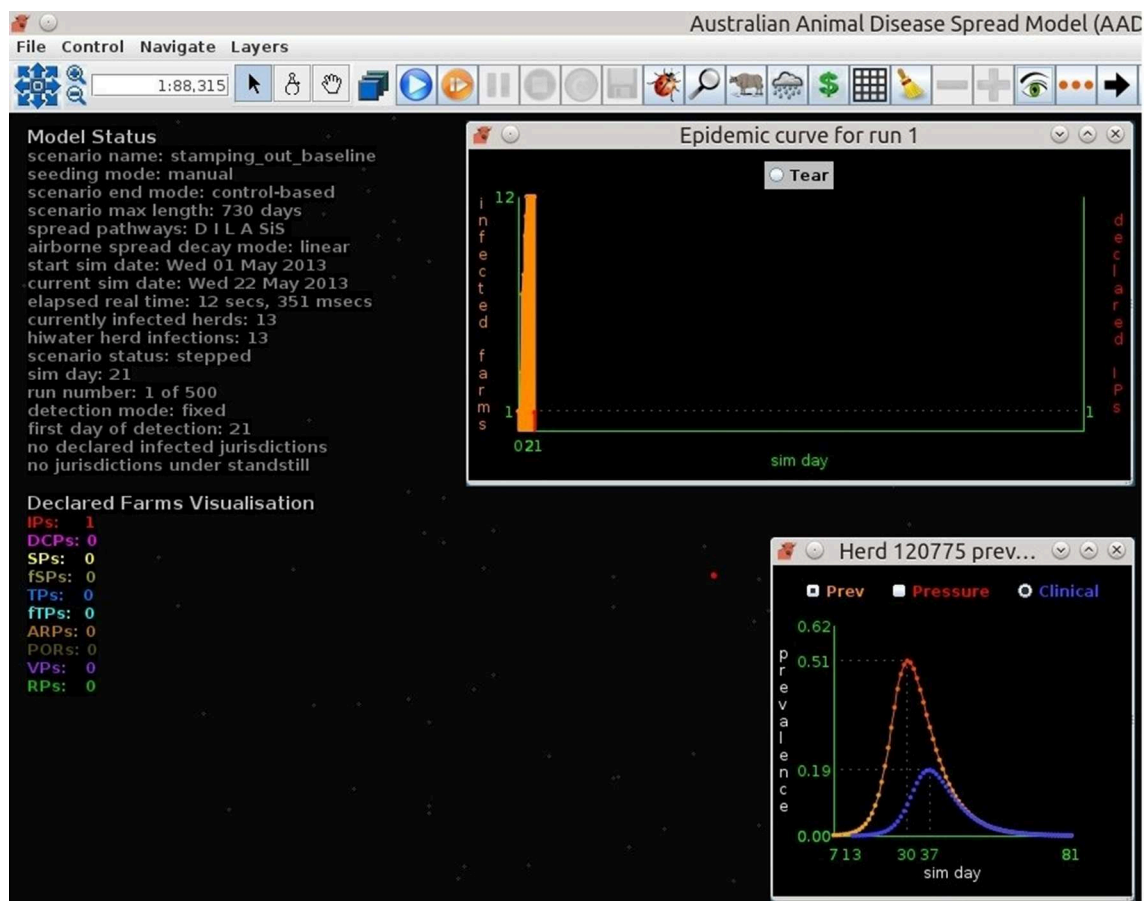 Australian Animal Disease Spread Model (AAD
File Control Navigate Layers
1:88,315
Model Status
scenario name: stamping_out_baseline
seeding mode: manual
scenario end mode: control-based
scenario max length: 730 days
spread pathways: D I L A SiS
airborne spread decay mode: linear
start sim date: Wed 01 May 2013
current sim date: Wed 22 May 2013
elapsed real time: 12 secs, 351 msecs
currently infected herds: 13
hiwater herd infections: 13
scenario status: stepped
sim day: 21
run number: 1 of 500
detection mode: fixed
first day of detection: 21
no declared infected jurisdictions
no jurisdictions under standstill
Declared Farms Visualisation
IPs: 1
DCPs: 0
SPs: 0
fSPs: 0
TPs: 0
fTPs: 0
ARPs: 0
PORs: 0
VPs: 0
RPs: 0
Epidemic curve for run 1
Tear
infected farms
12
1
0 21
sim day
1
declared IPs
Herd 120775 prev...
Prev Pressure Clinical
prevalence
0.62
0.51
0.19
0.00
7 13 30 37 81
sim day